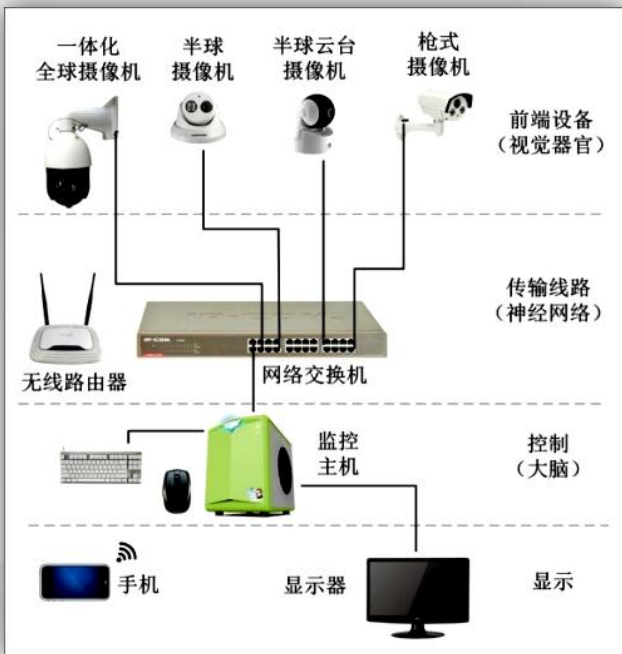 一体化
全球摄像机
半球
摄像机
半球云台
摄像机
枪式
摄像机
前端设备
（视觉器官）
传输线路
（神经网络）
IP-COM
无线路由器
网络交换机
监控
主机
控制
（大脑）
手机
显示器
显示